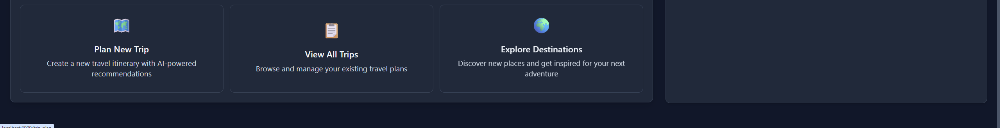 Plan New Trip
Create a new travel itinerary with AI-powered
recommendations
View All Trips
Browse and manage your existing travel plans
Explore Destinations
Discover new places and get inspired for your next
adventure
localhost:3000/trip-plan